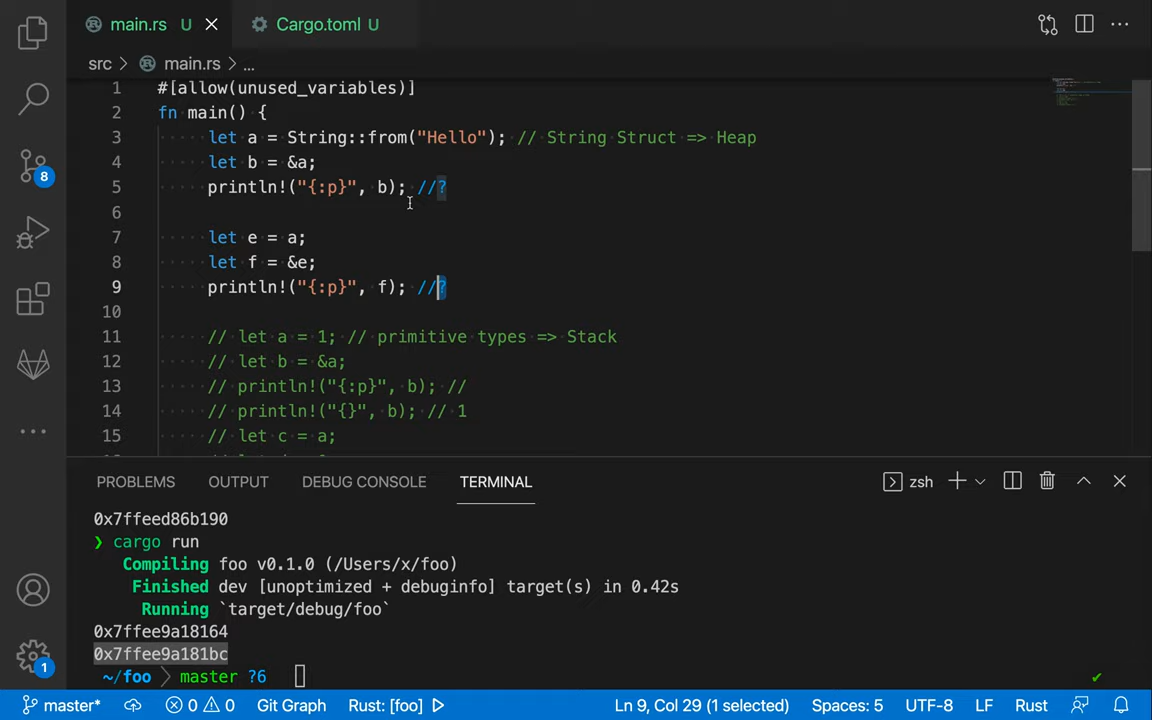 main.rs U Cargo.toml U
src > main.rs > ...
1 #[allow(unused_variables)]
2 fn main() {
3 let a = String::from("Hello"); // String Struct => Heap
4 let b = &a;
5 println!("{:p}", b); //?
6
7 let e = a;
8 let f = &e;
9 println!("{:p}", f); //?
10
11 // let a = 1; // primitive types => Stack
12 // let b = &a;
13 // println!("{:p}", b); //
14 // println!("{}", b); // 1
15 // let c = a;
8
PROBLEMS OUTPUT DEBUG CONSOLE TERMINAL zsh
0x7ffeed86b190
❯ cargo run
Compiling foo v0.1.0 (/Users/x/foo)
Finished dev [unoptimized + debuginfo] target(s) in 0.42s
Running `target/debug/foo`
0x7ffee9a18164
0x7ffee9a181bc
~/foo master ?6 ✔
1
master* 0 0 Git Graph Rust: [foo] Ln 9, Col 29 (1 selected) Spaces: 5 UTF-8 LF Rust